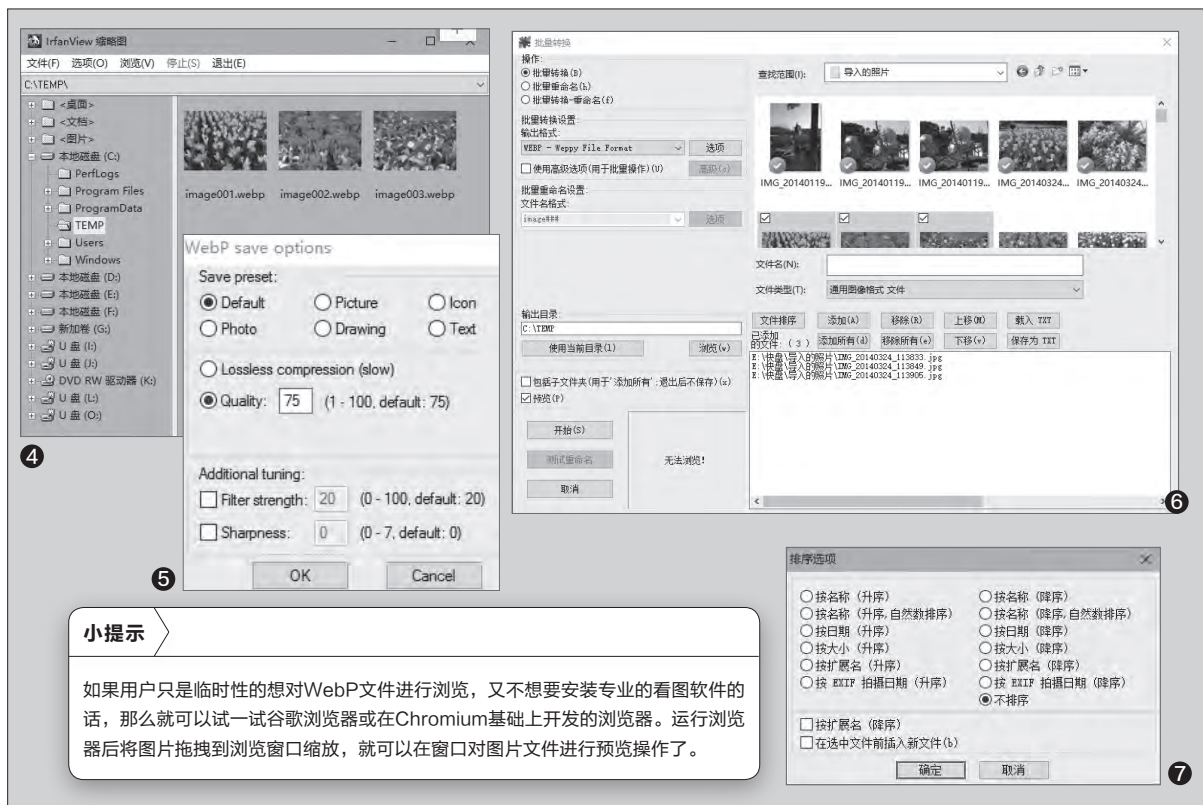 IrfanView 缩略图
文件(F) 选项(O) 浏览(V) 停止(S) 退出(E)
C:\TEMP\
<桌面>
<文档>
<图片>
本地磁盘 (C:)
PerfLogs
Program Files
ProgramData
TEMP
Users
Windows
本地磁盘 (D:)
本地磁盘 (E:)
本地磁盘 (F:)
新加卷 (G:)
U 盘 (I:)
U 盘 (J:)
DVD RW 驱动器 (K:)
U 盘 (L:)
U 盘 (O:)
image001.webp image002.webp image003.webp
❹
WebP save options
Save preset:
Default Picture Icon
Photo Drawing Text
Lossless compression (slow)
Quality: 75 (1 - 100, default: 75)
Additional tuning:
Filter strength: 20 (0 - 100, default: 20)
Sharpness: 0 (0 - 7, default: 0)
OK Cancel
❺
批量转换
操作:
批量转换(B)
批量重命名(h)
批量转换-重命名(f)
批量转换设置:
输出格式:
WEBP - Weppy File Format 选项
使用高级选项(用于批量操作)(U) 高级(c)
批量重命名设置:
文件名格式:
image### 选项
输出目录:
C:\TEMP
使用当前目录(l) 浏览(v)
包括子文件夹(用于'添加所有':退出后不保存)(x)
预览(P)
开始(S)
测试重命名
取消
无法浏览!
查找范围(I): 导入的照片
IMG_20140119... IMG_20140119... IMG_20140119... IMG_20140324... IMG_20140324...
文件名(N):
文件类型(T): 通用图像格式 文件
文件排序 添加(A) 移除(R) 上移(M) 载入 TXT
已添加的文件: ( 3 ) 添加所有(d) 移除所有(e) 下移(v) 保存为 TXT
E:\快盘\导入的照片\IMG_20140324_113833.jpg
E:\快盘\导入的照片\IMG_20140324_113849.jpg
E:\快盘\导入的照片\IMG_20140324_113906.jpg
❻
小提示
如果用户只是临时性的想对WebP文件进行浏览，又不想要安装专业的看图软件的
话，那么就可以试一试谷歌浏览器或在Chromium基础上开发的浏览器。运行浏览
器后将图片拖拽到浏览窗口缩放，就可以在窗口对图片文件进行预览操作了。
排序选项
按名称 (升序) 按名称 (降序)
按名称 (升序,自然数排序) 按名称 (降序,自然数排序)
按日期 (升序) 按日期 (降序)
按大小 (升序) 按大小 (降序)
按扩展名 (升序) 按扩展名 (降序)
按 EXIF 拍摄日期 (升序) 按 EXIF 拍摄日期 (降序)
不排序
按扩展名 (降序)
在选中文件前插入新文件(b)
确定 取消
❼